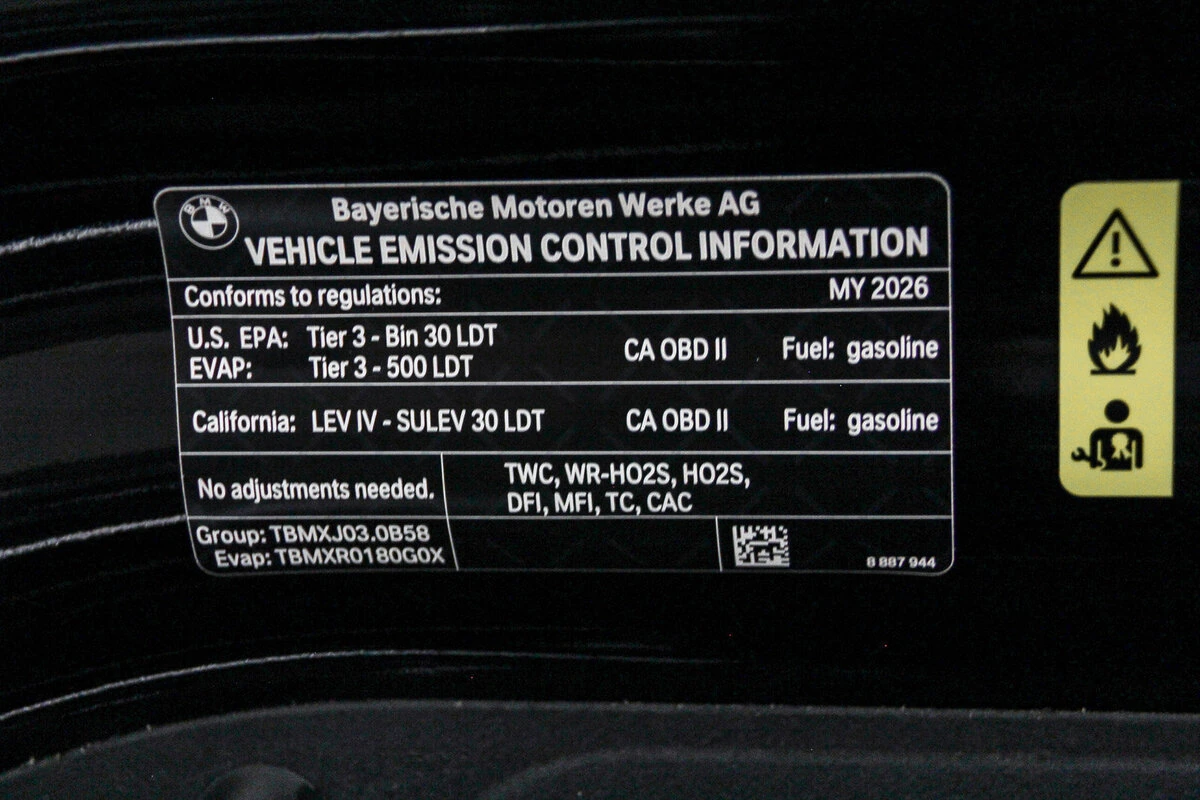 BMW
Bayerische Motoren Werke AG
VEHICLE EMISSION CONTROL INFORMATION
Conforms to regulations: MY 2026
U.S. EPA: Tier 3 - Bin 30 LDT
EVAP: Tier 3 - 500 LDT
CA OBD II Fuel: gasoline
California: LEV IV - SULEV 30 LDT CA OBD II Fuel: gasoline
No adjustments needed.
TWC, WR-HO2S, HO2S,
DFI, MFI, TC, CAC
Group: TBMXJ03.0B58
Evap: TBMXR0180G0X
8 887 944